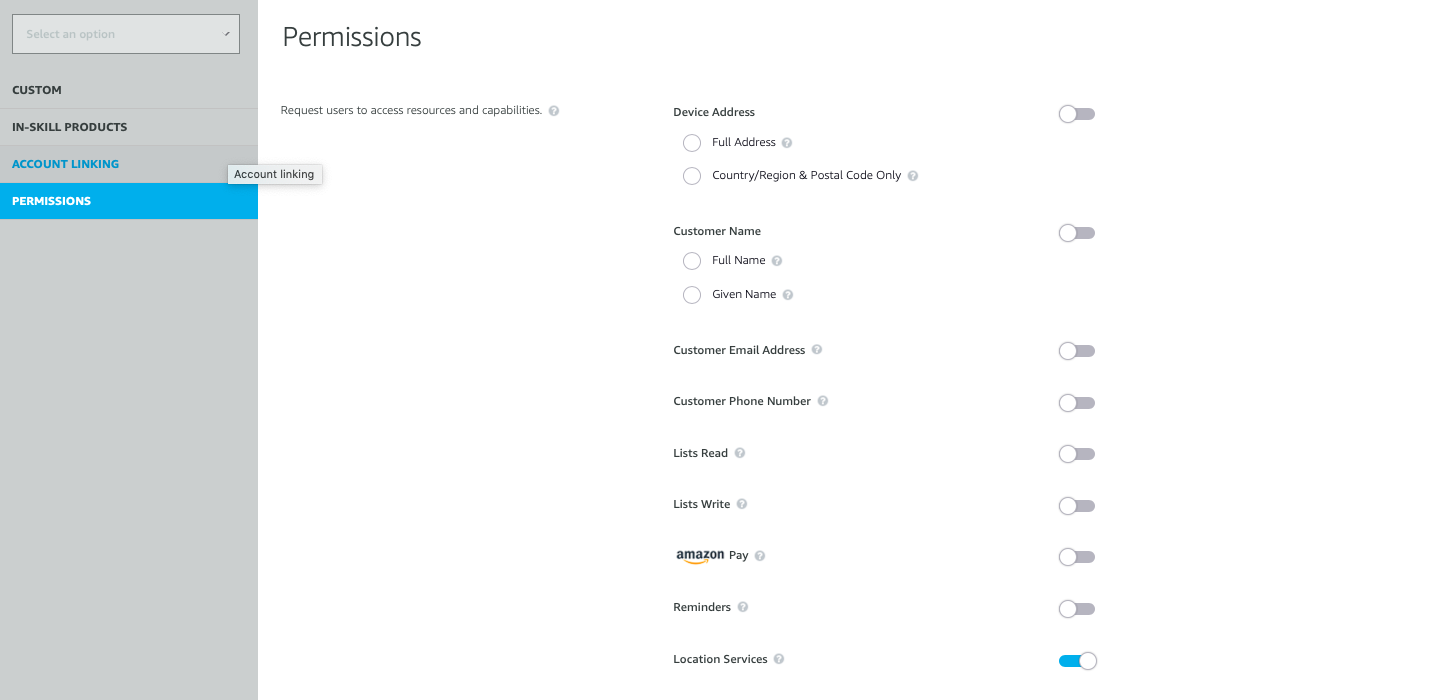 Select an option
CUSTOM
IN-SKILL PRODUCTS
ACCOUNT LINKING
Account linking
PERMISSIONS
Permissions
Request users to access resources and capabilities. ?
Device Address
Full Address ?
Country/Region & Postal Code Only ?
Customer Name
Full Name ?
Given Name ?
Customer Email Address ?
Customer Phone Number ?
Lists Read ?
Lists Write ?
amazon Pay ?
Reminders ?
Location Services ?